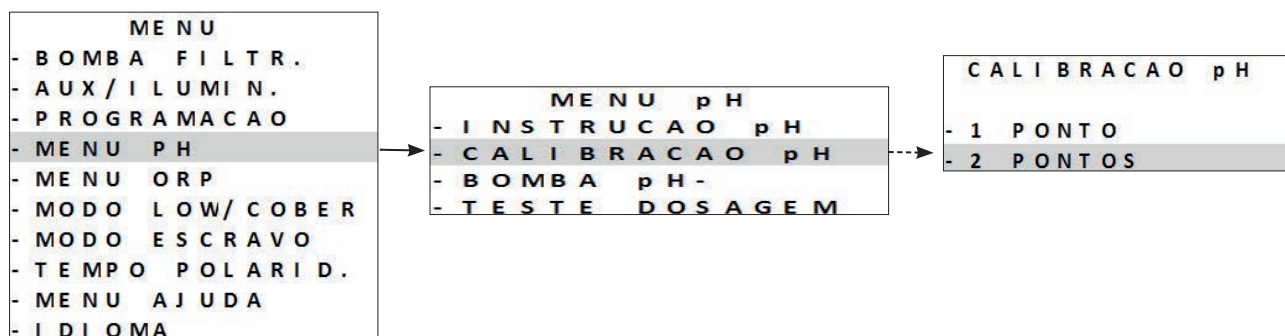 MENU
- BOMBA FILTR.
- AUX/ILUMIN.
- PROGRAMACAO
- MENU PH
- MENU ORP
- MODO LOW/COBER
- MODO ESCRAVO
- TEMPO POLARID.
- MENU AJUDA
- IDIOMA
MENU pH
- INSTRUCAO pH
- CALIBRACAO pH
- BOMBA pH-
- TESTE DOSAGEM
CALIBRACAO pH
- 1 PONTO
- 2 PONTOS